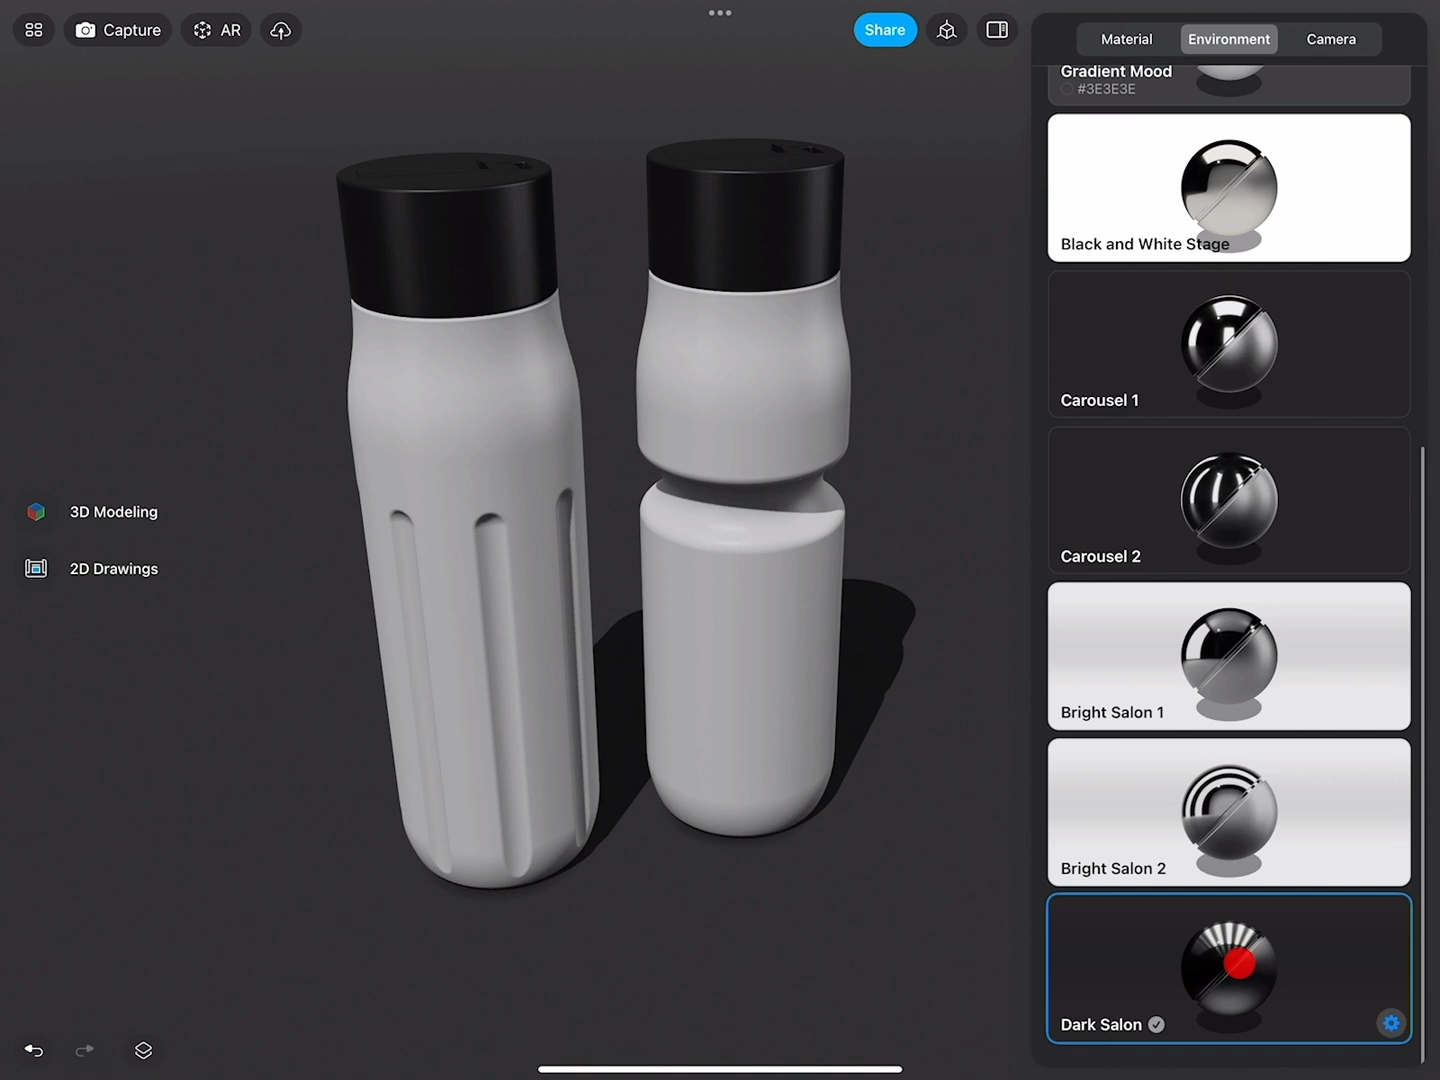 Capture
AR
Share
Material
Environment
Camera
Gradient Mood
#3E3E3E
Black and White Stage
Carousel 1
Carousel 2
Bright Salon 1
Bright Salon 2
Dark Salon
3D Modeling
2D Drawings